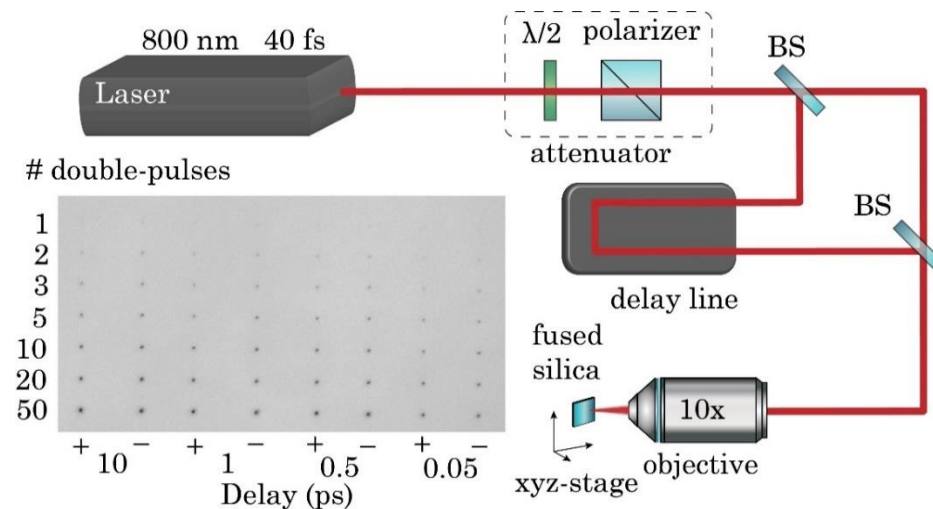 800 nm 40 fs
Laser
λ/2 polarizer
attenuator
BS
BS
delay line
# double-pulses
1
2
3
5
10
20
50
+ − + − + − + −
10 1 0.5 0.05
Delay (ps)
fused
silica
10x
objective
xyz-stage